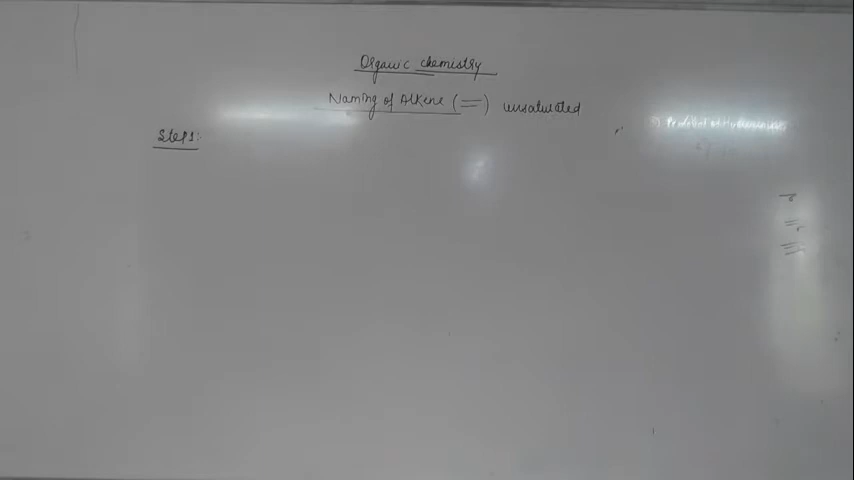 Organic chemistry
Naming of Alkene (=) unsaturated
Steps: